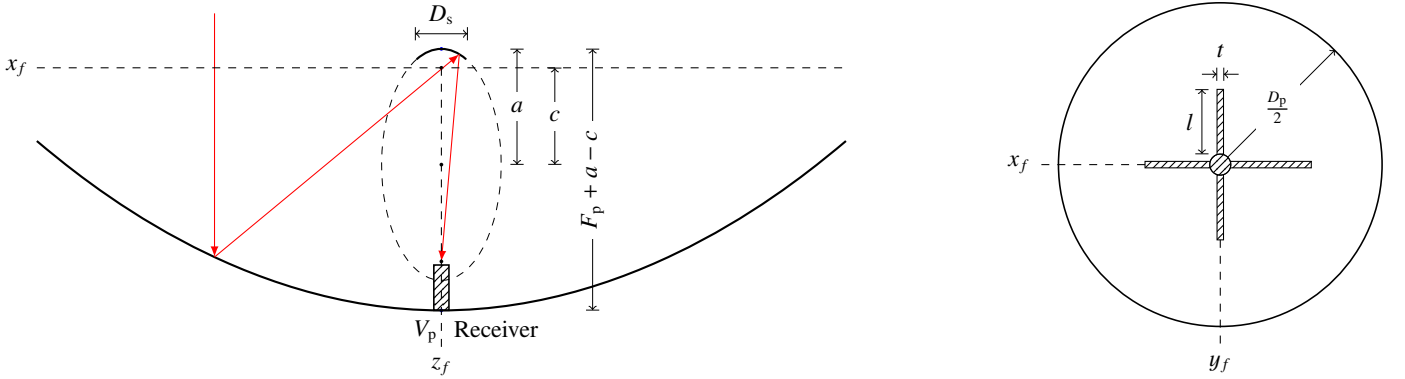 D_s
x_f
a
c
F_p + a − c
V_p
Receiver
z_f
t
l
D_p/2
x_f
y_f